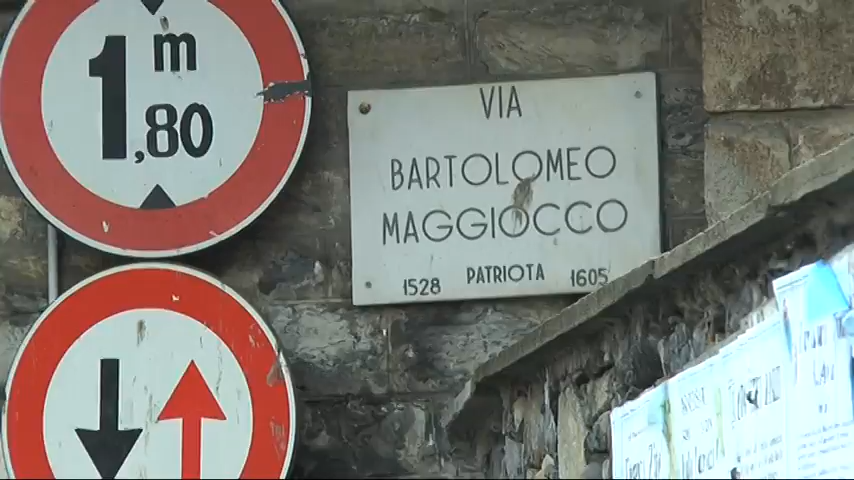 m
1,80
VIA
BARTOLOMEO
MAGGIOCCO
1528 PATRIOTA 1605